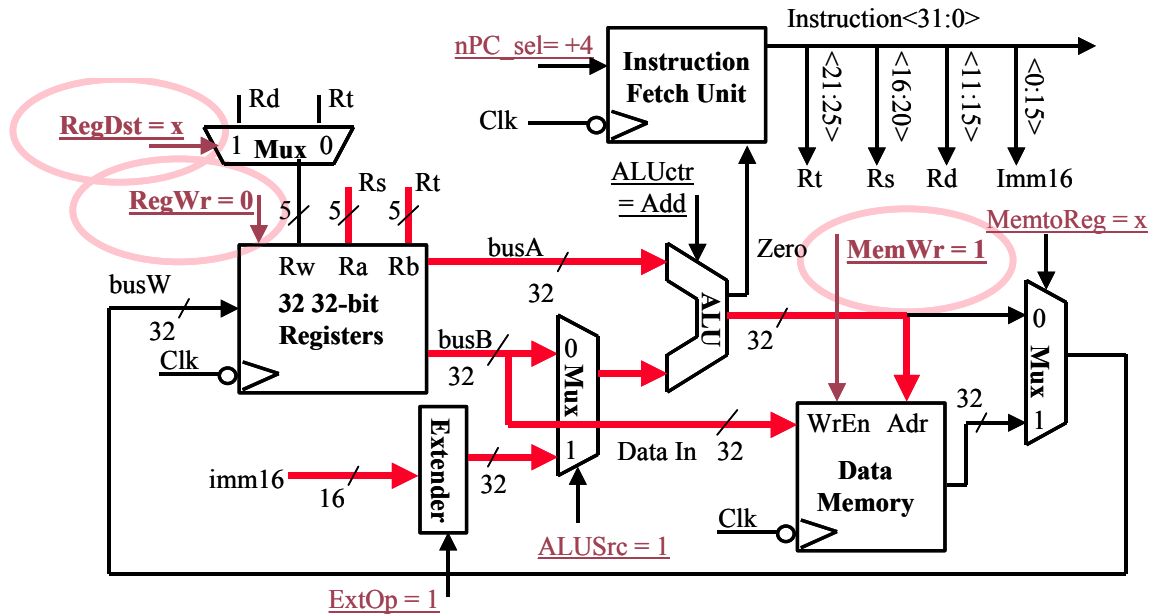 Instruction<31:0>
nPC_sel= +4
Instruction
Fetch Unit
Clk
<21:25>
<16:20>
<11:15>
<0:15>
Rt
Rs
Rd
Imm16
Rd
Rt
RegDst = x
1 Mux 0
RegWr = 0
5
5
5
Rs
Rt
ALUctr
= Add
Zero
MemWr = 1
MemtoReg = x
busW
32
Rw Ra Rb
32 32-bit
Registers
Clk
busA
32
busB
32
0
Mux
1
ALU
32
0
Mux
1
32
WrEn Adr
Data
Memory
Clk
Data In
32
imm16
16
Extender
32
ALUSrc = 1
ExtOp = 1